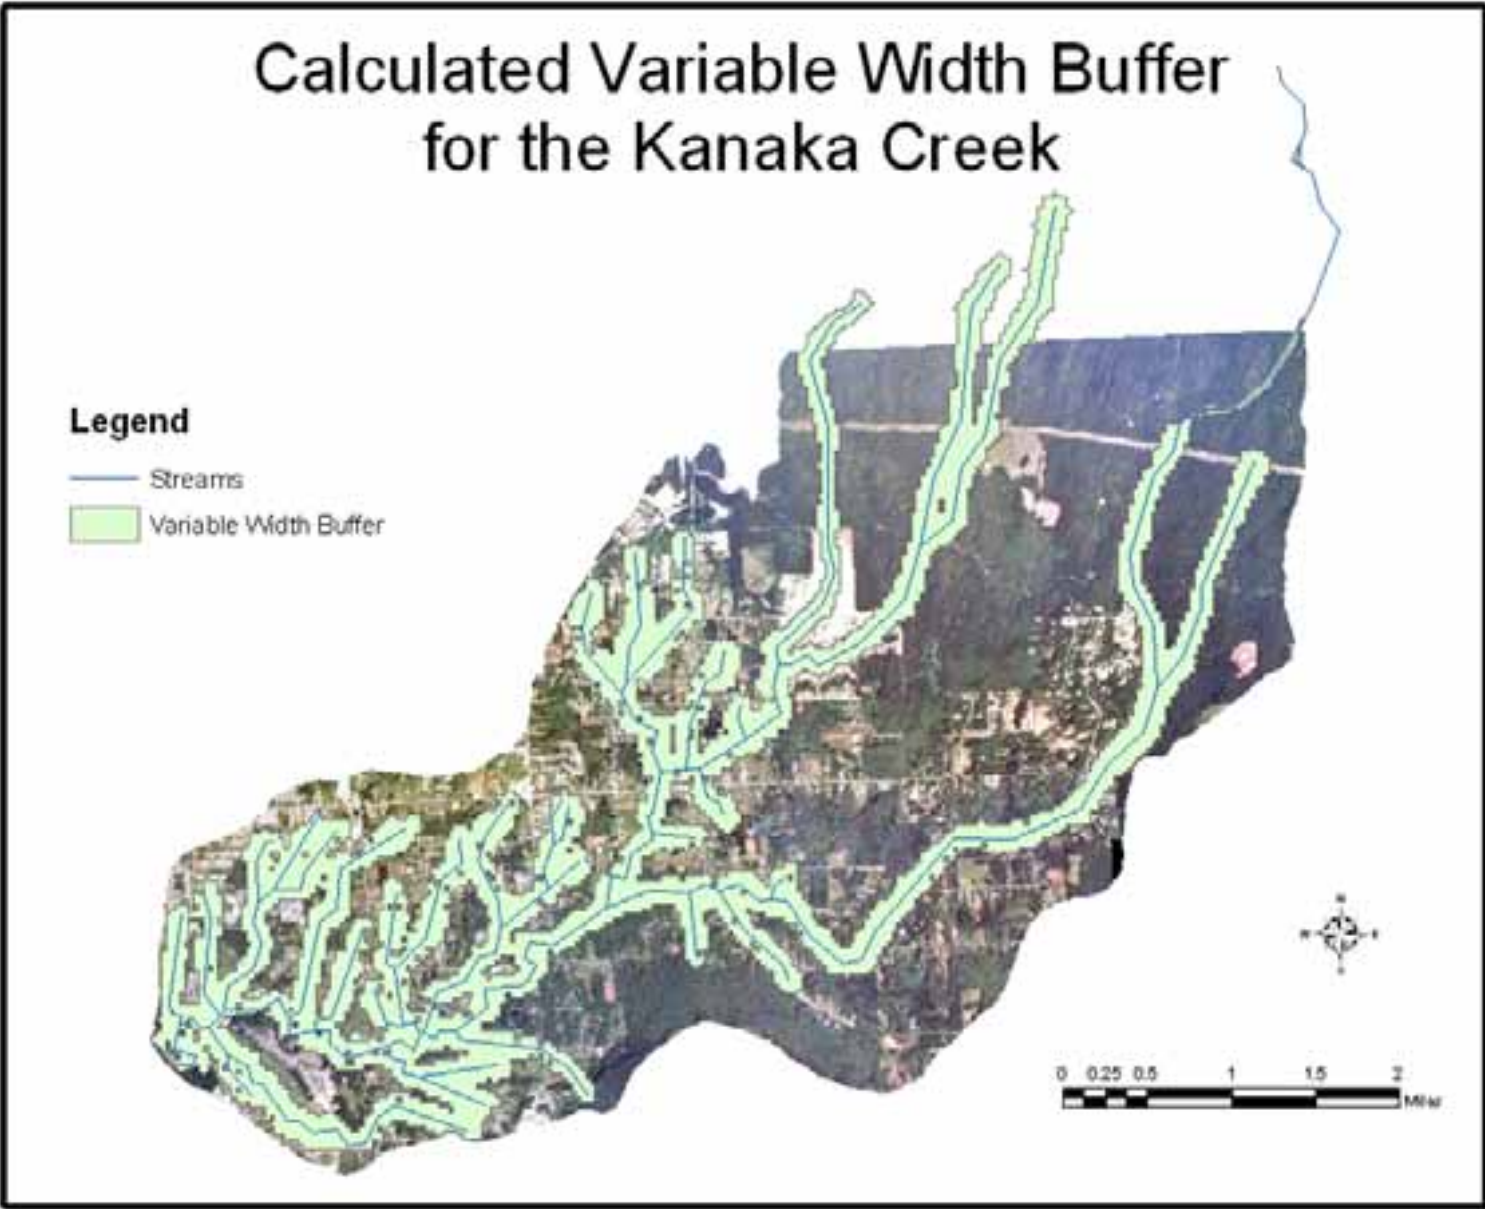 Calculated Variable Width Buffer
for the Kanaka Creek
Legend
Streams
Variable Width Buffer
N
W E
0 0.25 0.5 1 1.5 2
Miles